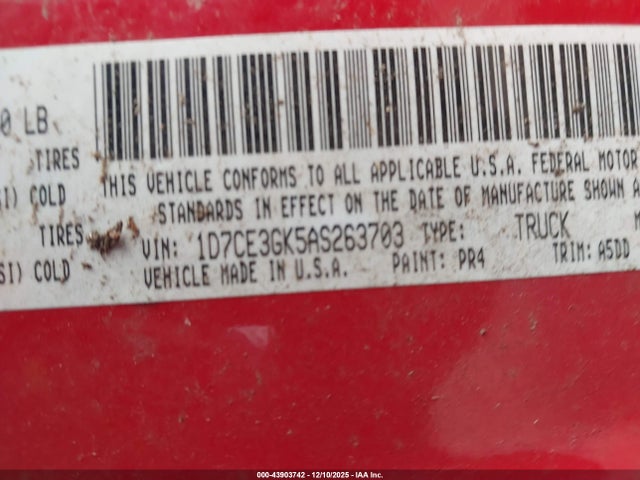 0 LB
TIRES
SI) COLD
TIRES
SI) COLD
THIS VEHICLE CONFORMS TO ALL APPLICABLE U.S.A. FEDERAL MOTOR
STANDARDS IN EFFECT ON THE DATE OF MANUFACTURE SHOWN
VIN: 1D7CE3GK5AS263703 TYPE: TRUCK
VEHICLE MADE IN U.S.A. PAINT: PR4 TRIM: A5DD
000-43903742 - 12/10/2025 - IAA Inc.